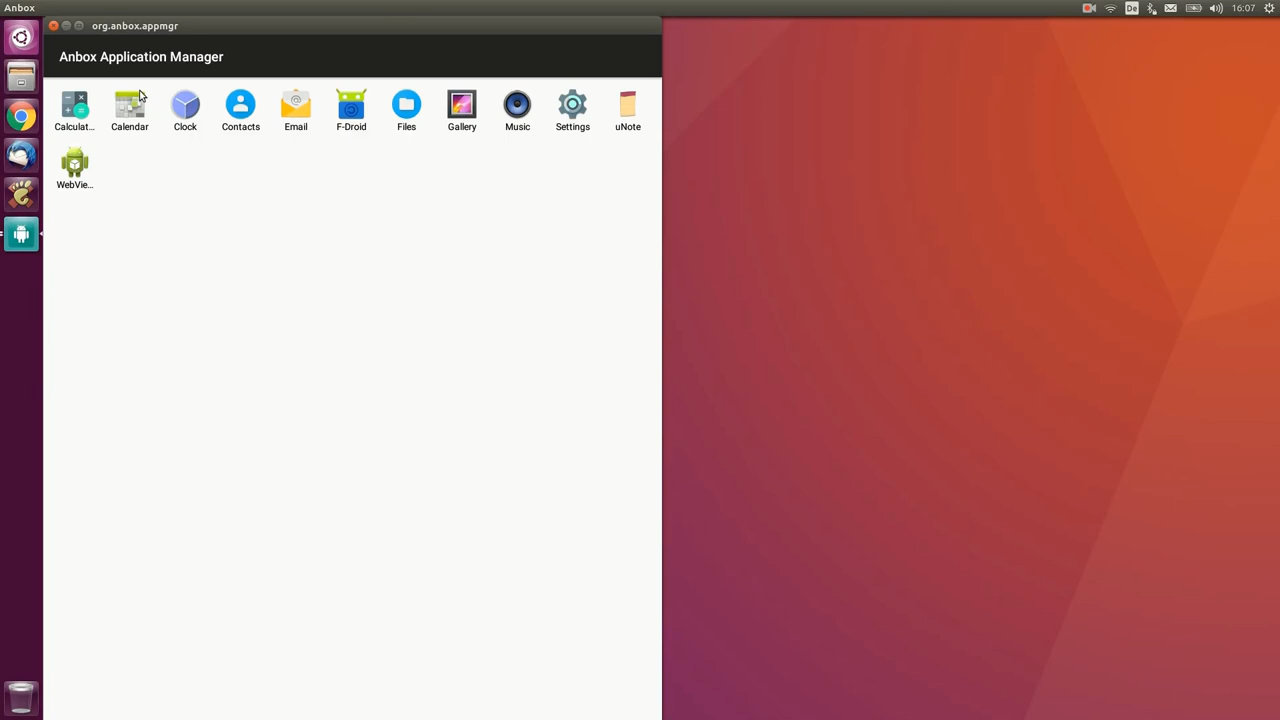 Anbox
De
16:07
org.anbox.appmgr
Anbox Application Manager
Calculat... Calendar Clock Contacts Email F-Droid Files Gallery Music Settings uNote
WebVie...